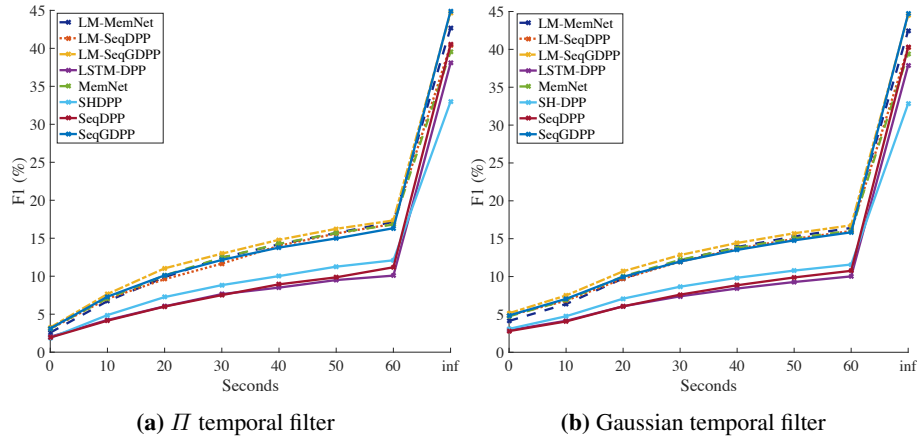 45
40
35
30
25
20
15
10
5
0
F1 (%)
LM-MemNet
LM-SeqDPP
LM-SeqGDPP
LSTM-DPP
MemNet
SHDPP
SeqDPP
SeqGDPP
0 10 20 30 40 50 60 inf
Seconds
(a) Π temporal filter
45
40
35
30
25
20
15
10
5
0
F1 (%)
LM-MemNet
LM-SeqDPP
LM-SeqGDPP
LSTM-DPP
MemNet
SH-DPP
SeqDPP
SeqGDPP
0 10 20 30 40 50 60 inf
Seconds
(b) Gaussian temporal filter